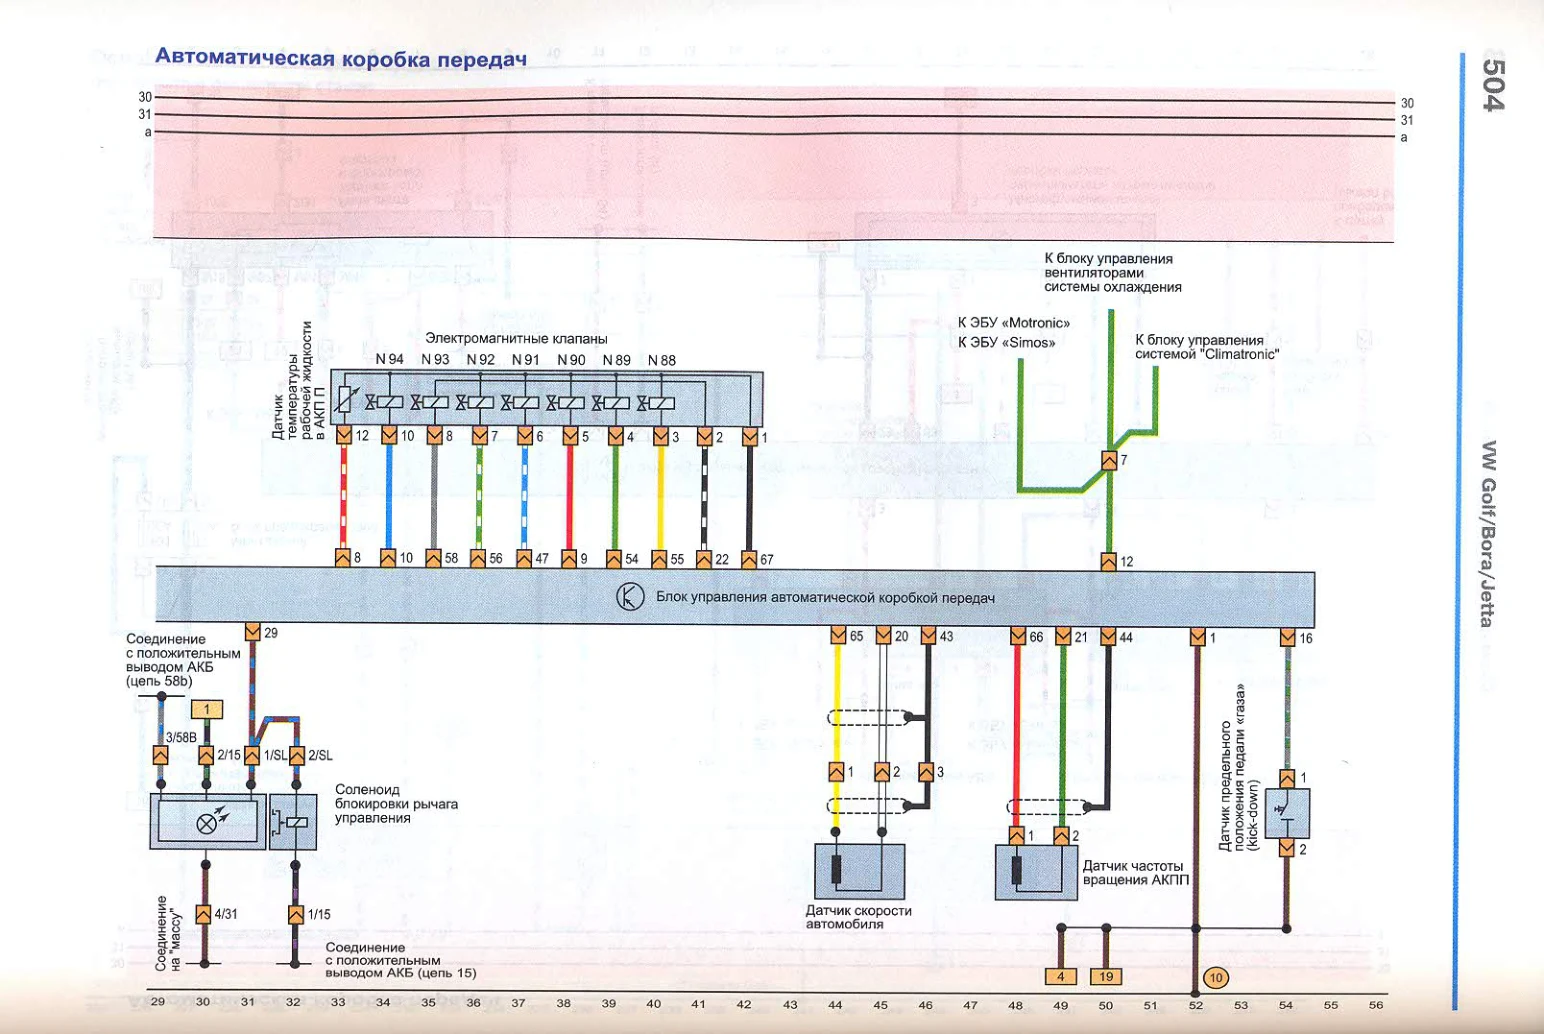 Автоматическая коробка передач
504
VW Golf/Bora/Jetta
30
31
a
30
31
a
К блоку управления
вентиляторами
системы охлаждения
К ЭБУ «Motronic»
К ЭБУ «Simos»
К блоку управления
системой "Climatronic"
7
12
Датчик
температуры
рабочей жидкости
в АКП П
Электромагнитные клапаны
N 94 N 93 N 92 N 91 N 90 N 89 N 88
12 10 8 7 6 5 4 3 2 1
8 10 58 56 47 9 54 55 22 67
Блок управления автоматической коробкой передач
29 65 20 43 66 21 44 1 16
Соединение
с положительным
выводом АКБ
(цепь 58b)
1
3/58B 2/15 1/SL 2/SL
Соленоид
блокировки рычага
управления
4/31 1/15
Соединение
на "массу"
Соединение
с положительным
выводом АКБ (цепь 15)
1 2 3
Датчик скорости
автомобиля
1 2
Датчик частоты
вращения АКПП
Датчик предельного
положения педали «газа»
(kick-down)
1
2
4 19 10
29 30 31 32 33 34 35 36 37 38 39 40 41 42 43 44 45 46 47 48 49 50 51 52 53 54 55 56